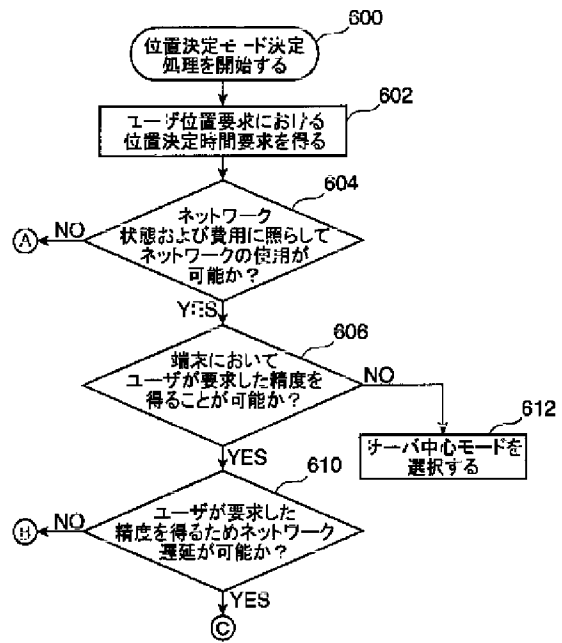 600
位置決定モード決定
処理を開始する
602
ユーザ位置要求における
位置決定時間要求を得る
604
ネットワーク
状態および費用に照らして
ネットワークの使用が
可能か？
NO
A
YES
606
端末において
ユーザが要求した精度を
得ることが可能か？
NO
612
サーバ中心モードを
選択する
YES
610
ユーザが要求した
精度を得るためネットワーク
遅延が可能か？
NO
B
YES
C